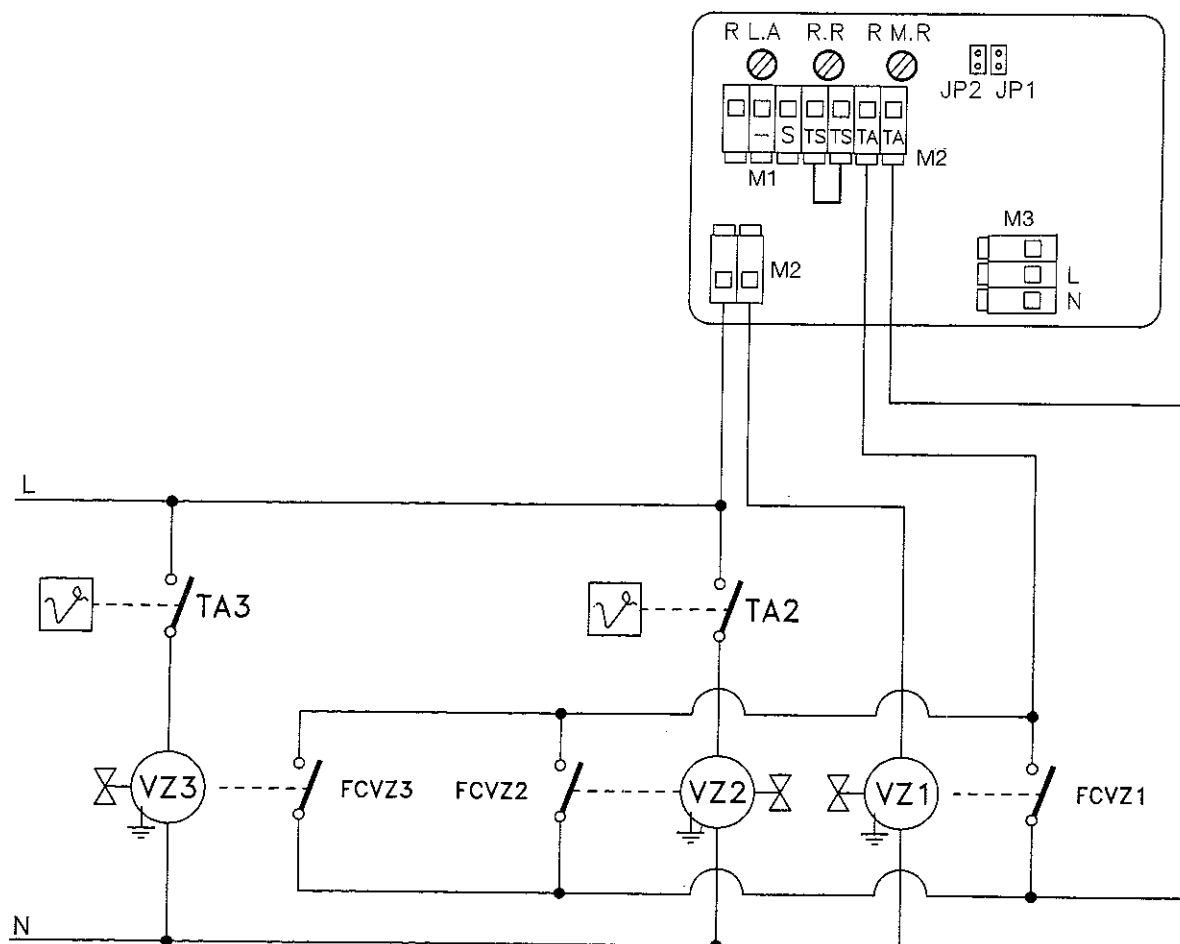 R L.A R.R R M.R
JP2 JP1
– S TS TS TA TA
M1
M2
M3
M2
L
N
L
TA3
TA2
VZ3
FCVZ3
FCVZ2
VZ2
VZ1
FCVZ1
N